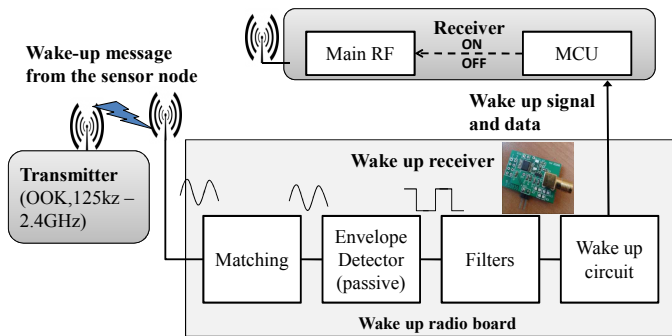 Receiver
Main RF
ON
OFF
MCU
Wake-up message
from the sensor node
Wake up signal
and data
Transmitter
(OOK,125kz –
2.4GHz)
Wake up receiver
Matching
Envelope
Detector
(passive)
Filters
Wake up
circuit
Wake up radio board